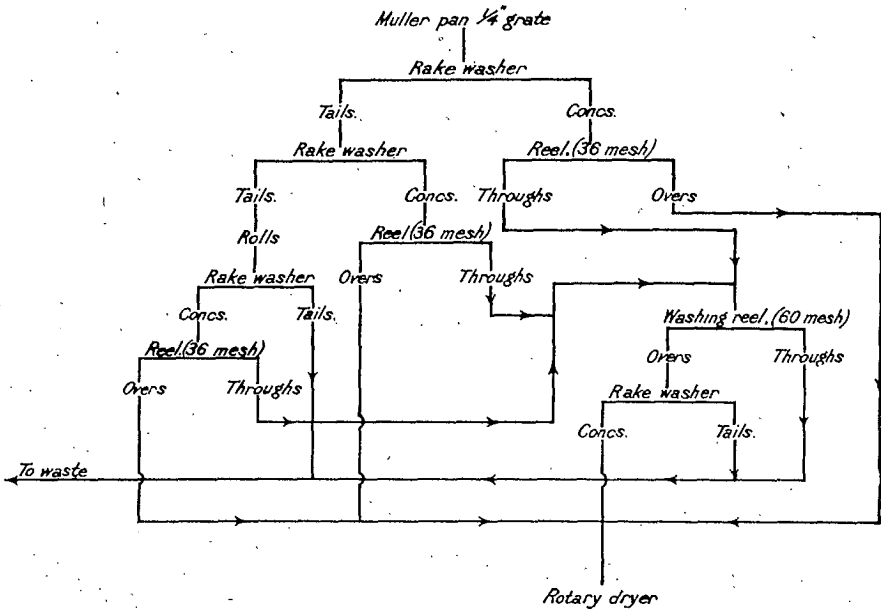 Muller pan 1/4" grate
Rake washer
Tails.
Concs.
Rake washer
Reel.(36 mesh)
Tails.
Concs.
Throughs
Overs
Rolls
Reel(36 mesh)
Rake washer
Overs
Throughs
Concs.
Tails.
Washing reel.(60 mesh)
Reel.(36 mesh)
Overs
Throughs
Overs
Throughs
Rake washer
Concs.
Tails.
To waste
Rotary dryer